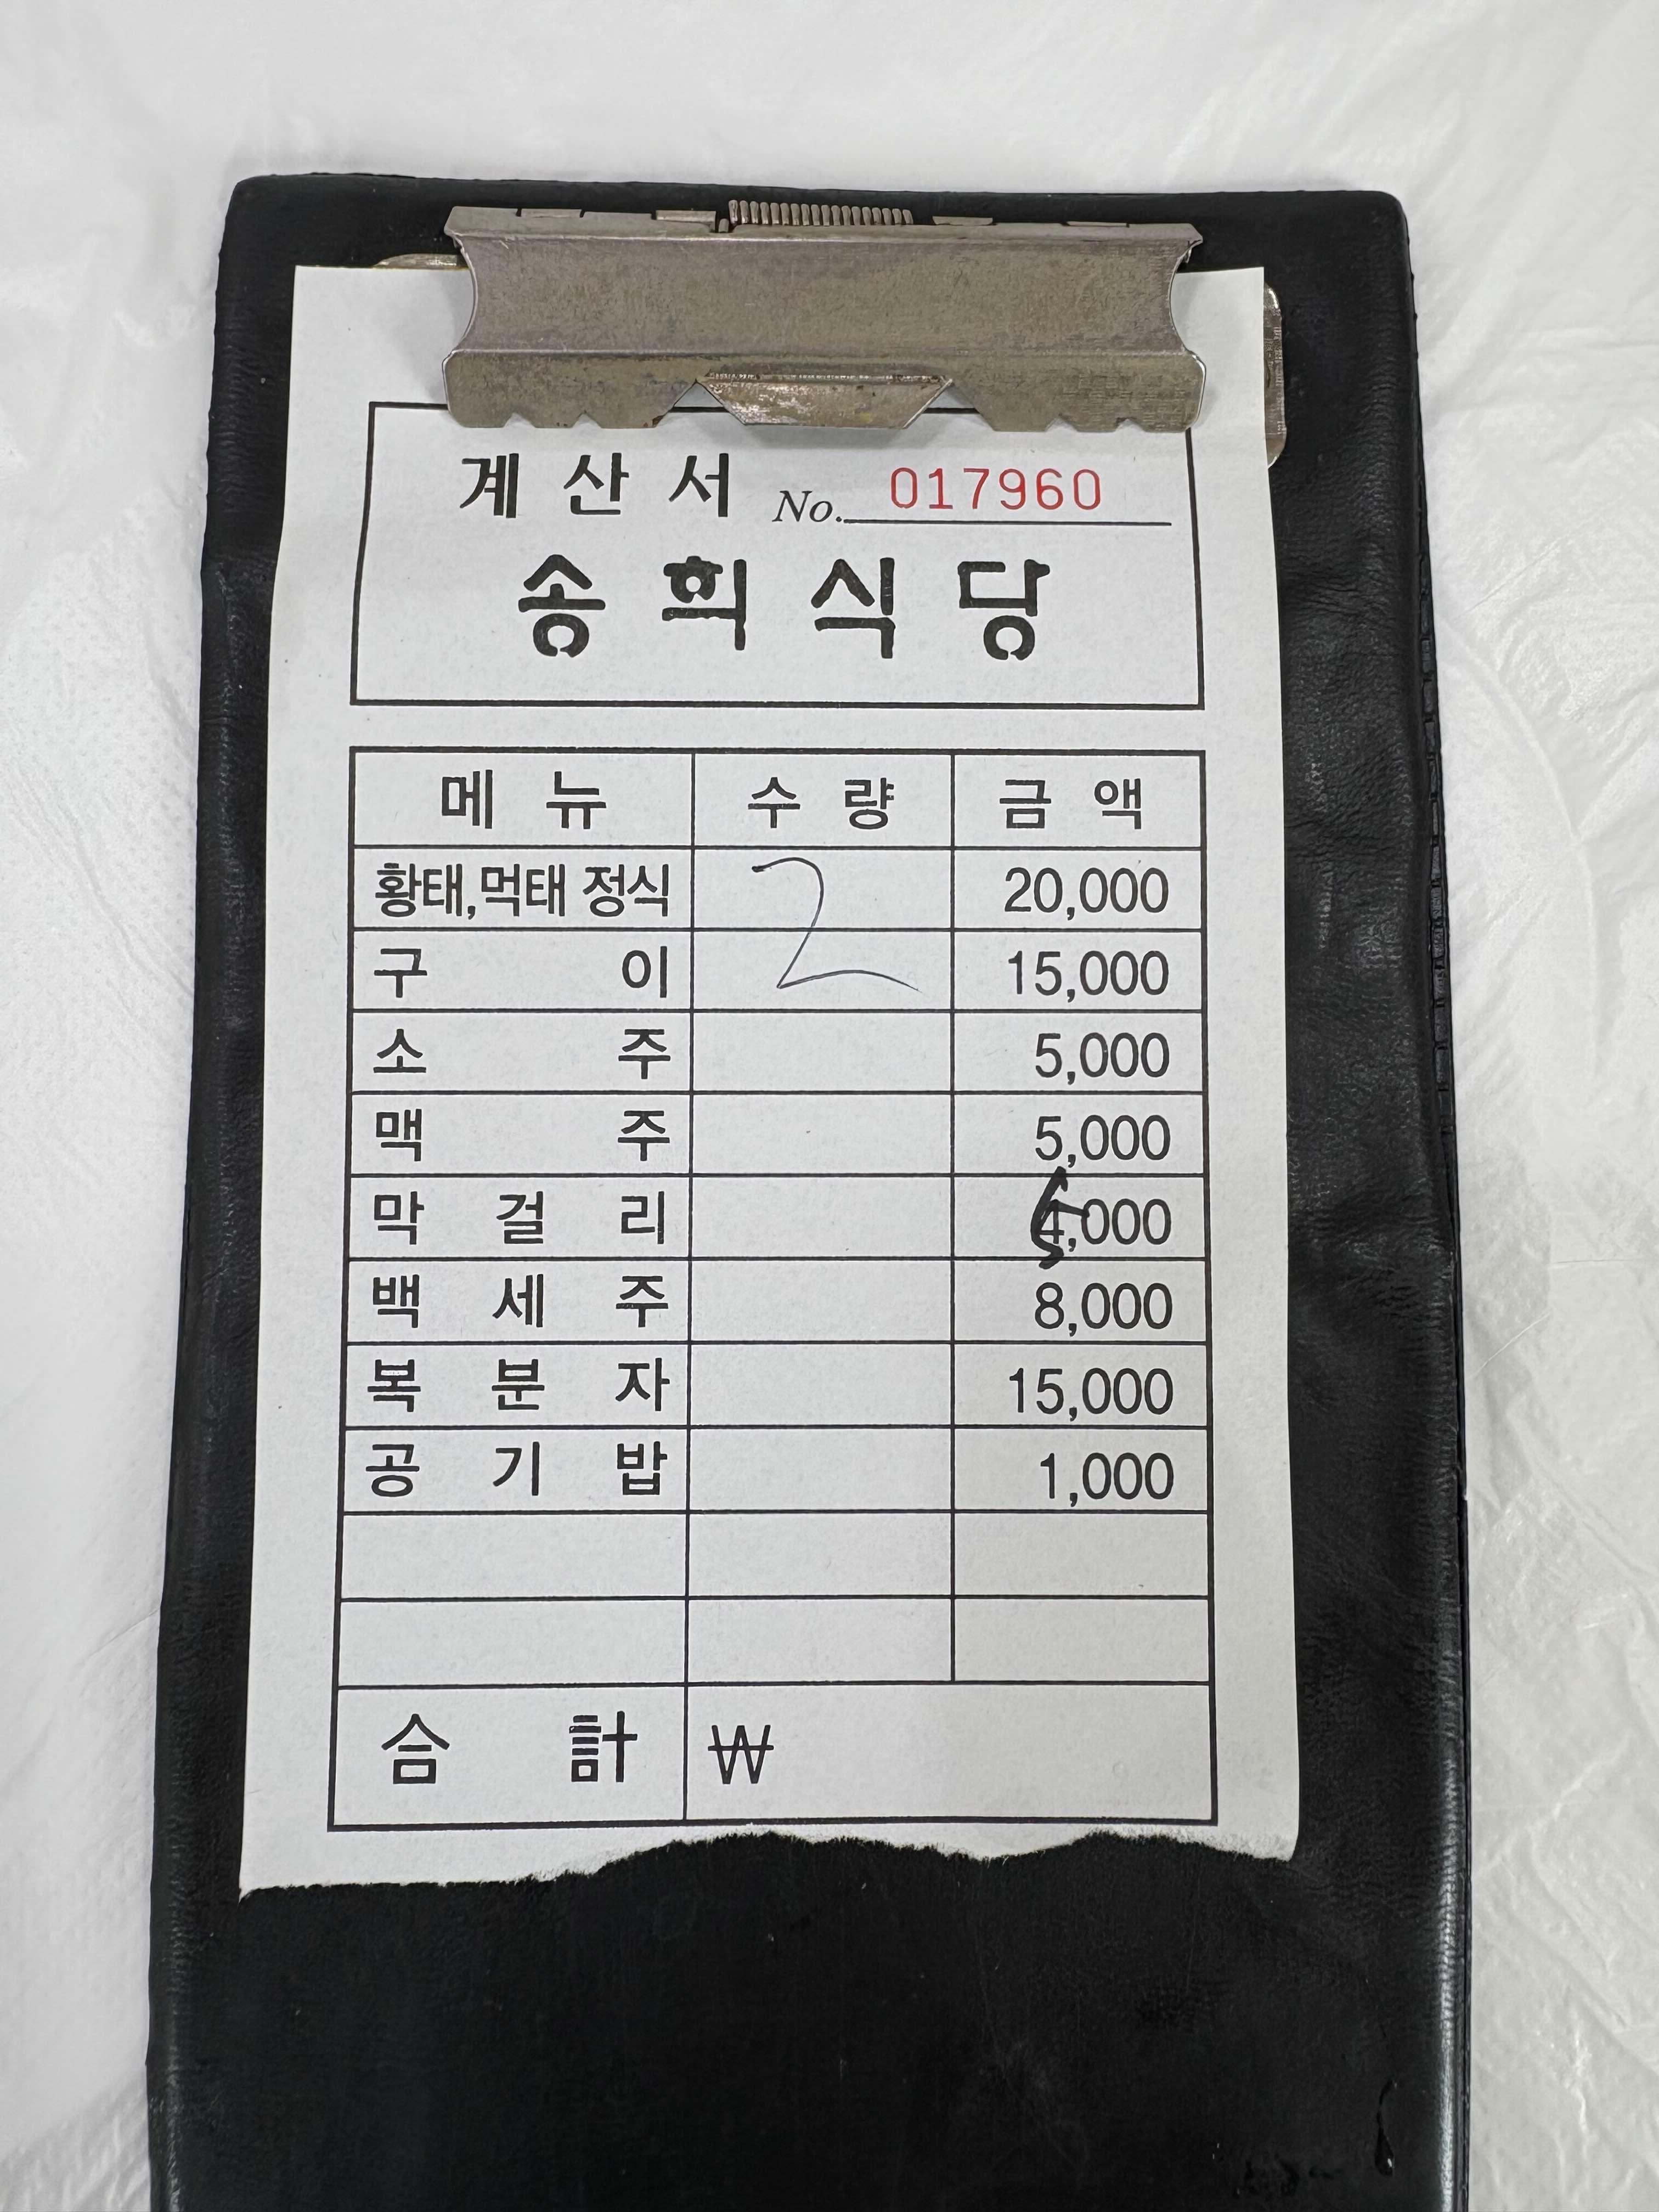 계산서 No. 017960
송희식당
메뉴 수량 금액
황태,먹태 정식 2 20,000
구이 15,000
소주 5,000
맥주 5,000
막걸리 5,000
백세주 8,000
복분자 15,000
공기밥 1,000
合計 ₩